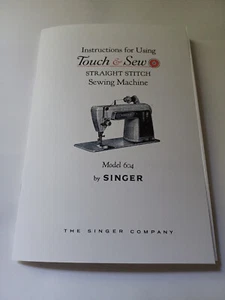 Instructions for Using
Touch & Sew
STRAIGHT STITCH
Sewing Machine
Model 604
by SINGER
THE SINGER COMPANY